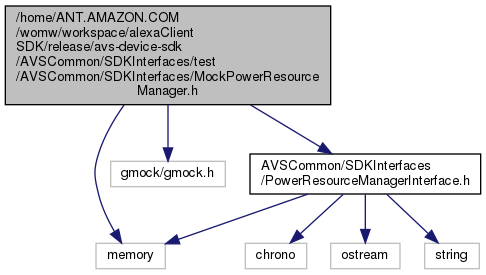 /home/ANT.AMAZON.COM
/womw/workspace/alexaClient
SDK/release/avs-device-sdk
/AVSCommon/SDKInterfaces/test
/AVSCommon/SDKInterfaces/MockPowerResource
Manager.h
gmock/gmock.h
AVSCommon/SDKInterfaces
/PowerResourceManagerInterface.h
memory
chrono
ostream
string